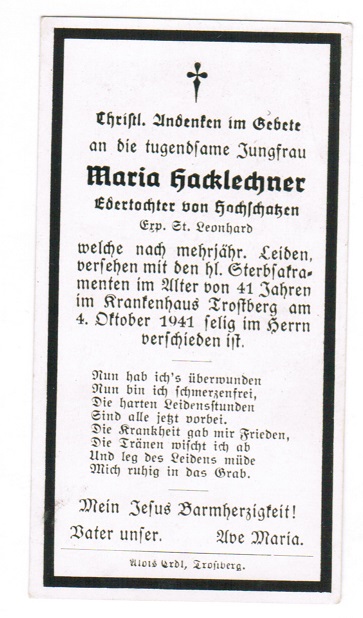 Christl. Andenken im Gebete
an die tugendsame Jungfrau
Maria Hacklechner
Edertochter von Hochschatzen
Exp. St. Leonhard
welche nach mehrjähr. Leiden,
versehen mit den hl. Sterbsakra-
menten im Alter von 41 Jahren
im Krankenhaus Trostberg am
4. Oktober 1941 selig im Herrn
verschieden ist.
Nun hab ich's überwunden
Nun bin ich schmerzenfrei,
Die harten Leidensstunden
Sind alle jetzt vorbei.
Die Krankheit gab mir Frieden,
Die Tränen wischt ich ab
Und leg des Leidens müde
Mich ruhig in das Grab.
Mein Jesus Barmherzigkeit!
Vater unser. Ave Maria.
Alois Erdl, Trostberg.